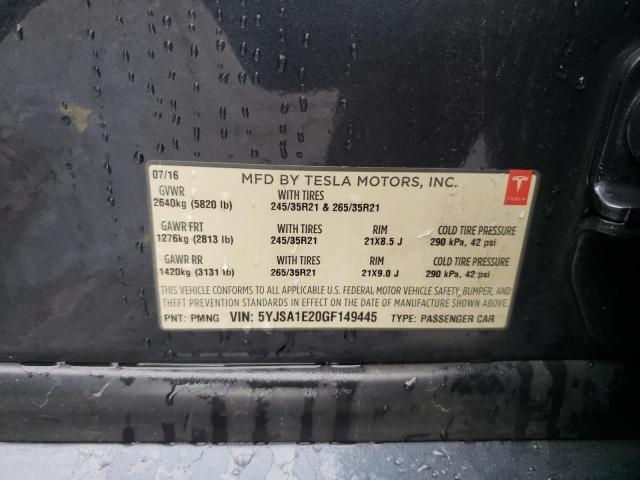 07/16 MFD BY TESLA MOTORS, INC.
GVWR WITH TIRES
2640kg (5820 lb) 245/35R21 & 265/35R21
TESLA
GAWR FRT WITH TIRES RIM COLD TIRE PRESSURE
1276kg (2813 lb) 245/35R21 21X8.5 J 290 kPa, 42 psi
GAWR RR WITH TIRES RIM COLD TIRE PRESSURE
1420kg (3131 lb) 265/35R21 21X9.0 J 290 kPa, 42 psi
THIS VEHICLE CONFORMS TO ALL APPLICABLE U.S. FEDERAL MOTOR VEHICLE SAFETY, BUMPER, AND
THEFT PREVENTION STANDARDS IN EFFECT ON THE DATE OF MANUFACTURE SHOWN ABOVE.
PNT: PMNG VIN: 5YJSA1E20GF149445 TYPE: PASSENGER CAR